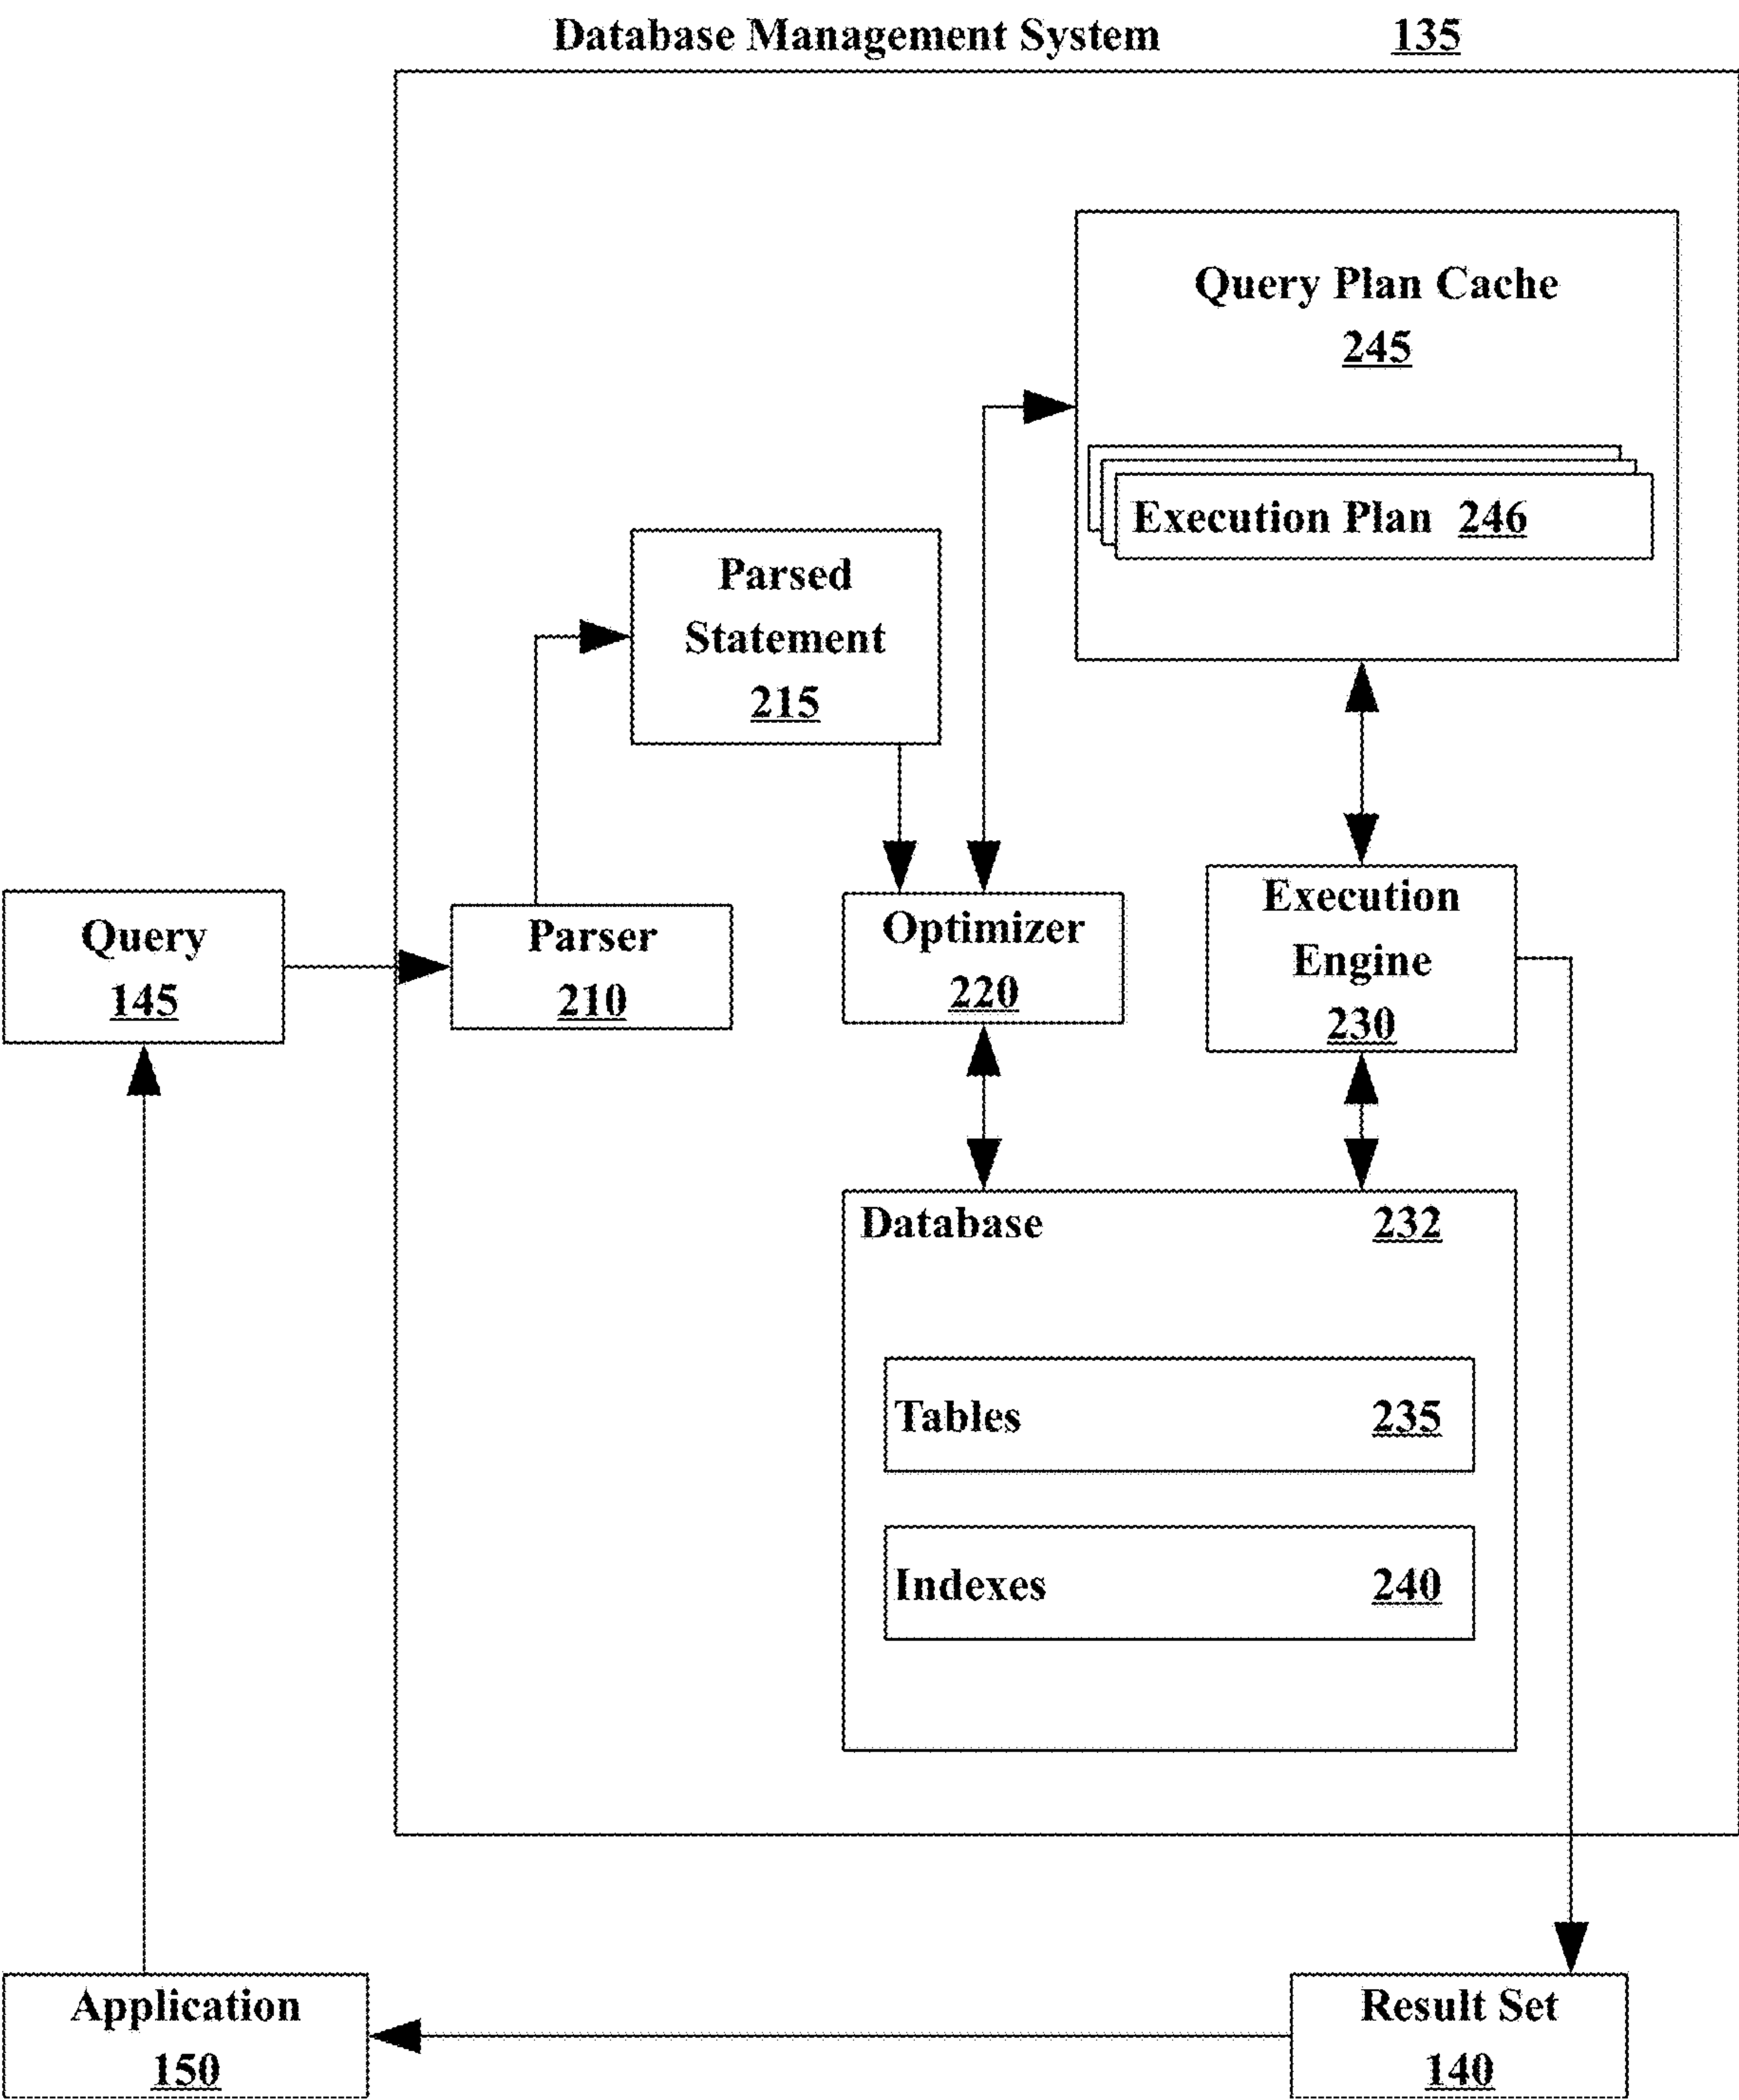 Database Management System 135
Query Plan Cache
245
Execution Plan 246
Parsed
Statement
215
Query
145
Parser
210
Optimizer
220
Execution
Engine
230
Database 232
Tables 235
Indexes 240
Application
150
Result Set
140